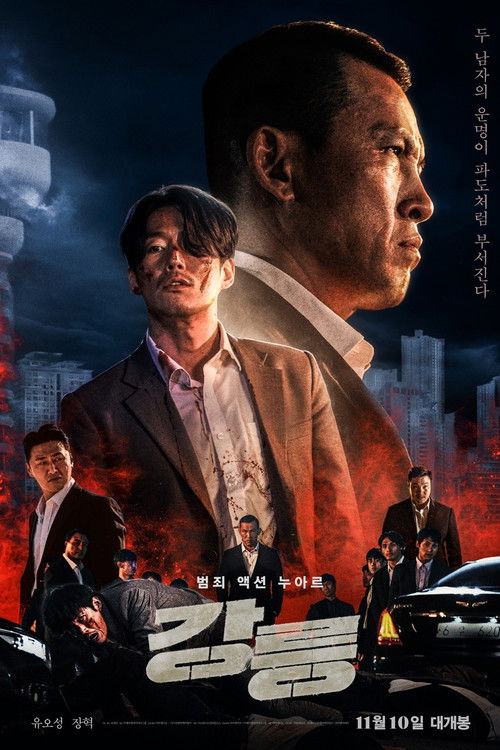 두 남자의 운명이 파도처럼 부서진다
범죄 액션 누아르
강릉
유오성 장혁
11월 10일 대개봉